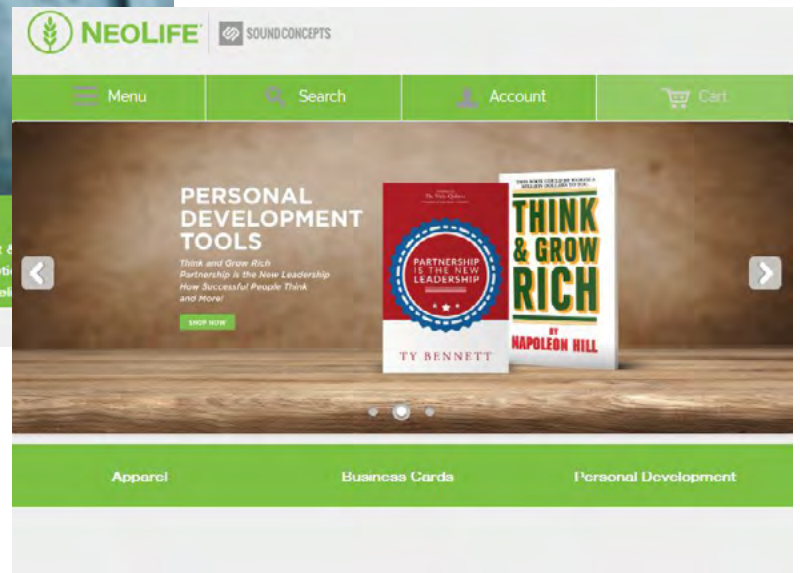 NEOLIFE SOUND CONCEPTS
Menu Search Account Cart
PERSONAL
DEVELOPMENT
TOOLS
Think and Grow Rich
Partnership is the New Leadership
How Successful People Think
and More!
SHOP NOW
PARTNERSHIP
IS THE NEW
LEADERSHIP
TY BENNETT
THINK
& GROW
RICH
BY
NAPOLEON HILL
Apparel Business Cards Personal Development